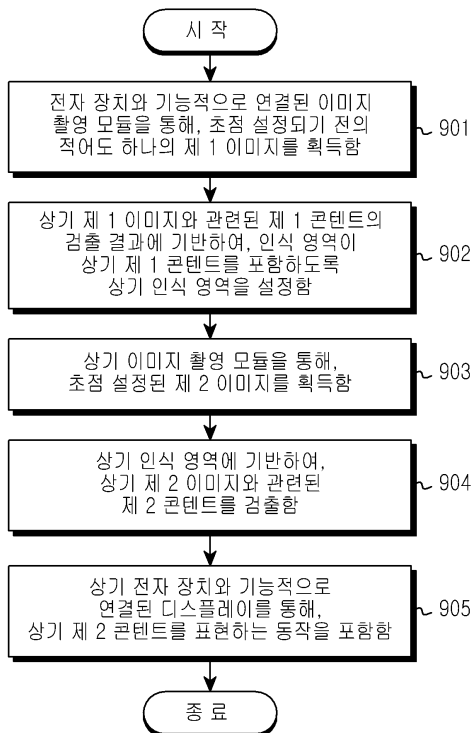 시 작
전자 장치와 기능적으로 연결된 이미지
촬영 모듈을 통해, 초점 설정되기 전의
적어도 하나의 제 1 이미지를 획득함
901
상기 제 1 이미지와 관련된 제 1 콘텐트의
검출 결과에 기반하여, 인식 영역이
상기 제 1 콘텐트를 포함하도록
상기 인식 영역을 설정함
902
상기 이미지 촬영 모듈을 통해,
초점 설정된 제 2 이미지를 획득함
903
상기 인식 영역에 기반하여,
상기 제 2 이미지와 관련된
제 2 콘텐트를 검출함
904
상기 전자 장치와 기능적으로
연결된 디스플레이를 통해,
상기 제 2 콘텐트를 표현하는 동작을 포함함
905
종 료